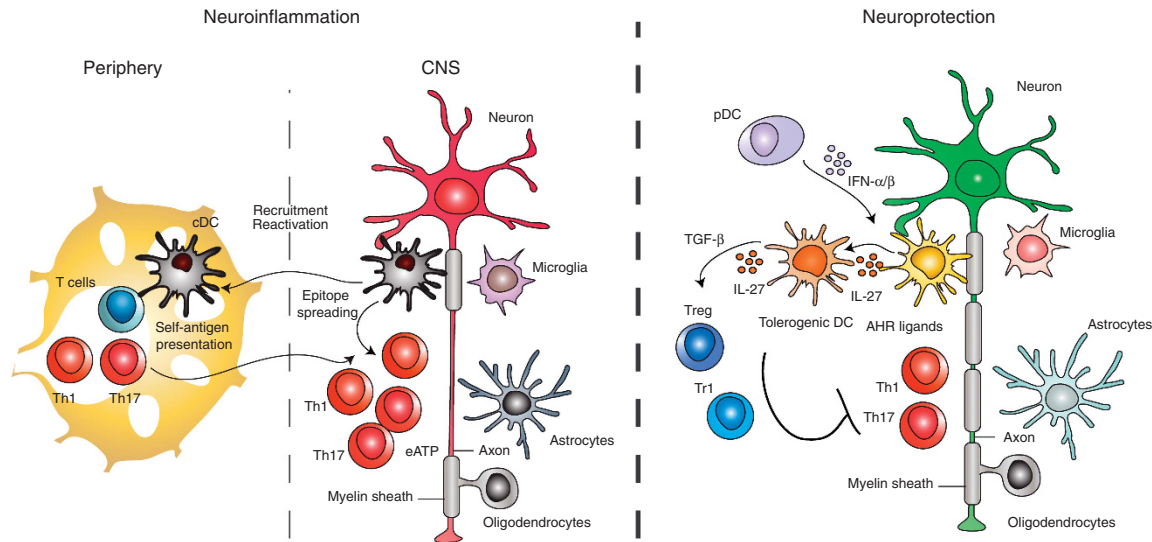 Neuroinflammation
Periphery
CNS
Neuron
cDC
Recruitment
Reactivation
T cells
Microglia
Epitope
spreading
Self-antigen
presentation
Th1
Th17
Th1
Th17
eATP
Axon
Astrocytes
Myelin sheath
Oligodendrocytes
Neuroprotection
Neuron
pDC
IFN-α/β
TGF-β
Microglia
IL-27
IL-27
Treg
Tolerogenic DC
AHR ligands
Astrocytes
Tr1
Th1
Th17
Axon
Myelin sheath
Oligodendrocytes